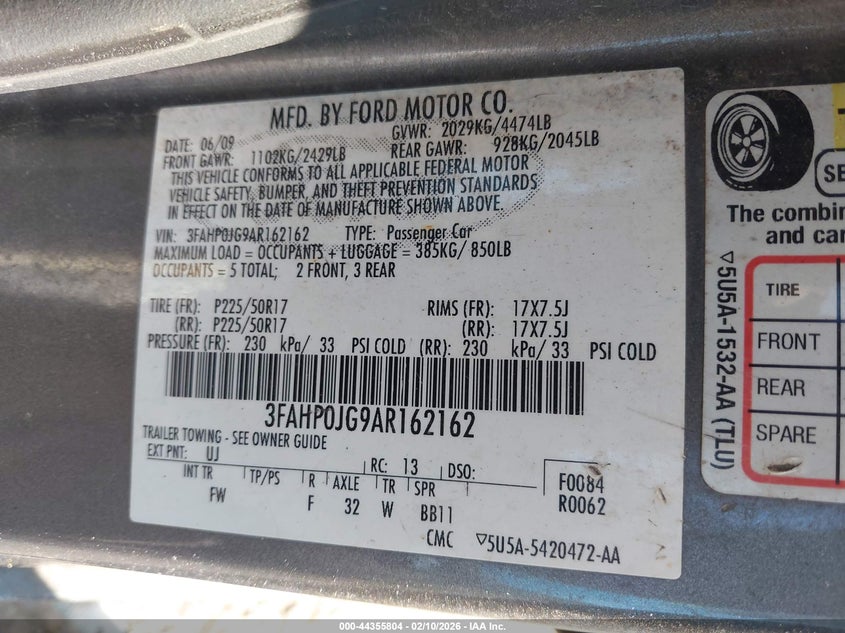 MFD. BY FORD MOTOR CO.
DATE: 06/09 GVWR: 2029KG/4474LB
FRONT GAWR: 1102KG/2429LB REAR GAWR: 928KG/2045LB
THIS VEHICLE CONFORMS TO ALL APPLICABLE FEDERAL MOTOR
VEHICLE SAFETY, BUMPER, AND THEFT PREVENTION STANDARDS
IN EFFECT ON THE DATE OF MANUFACTURE SHOWN ABOVE.
VIN: 3FAHP0JG9AR162162 TYPE: Passenger Car
MAXIMUM LOAD = OCCUPANTS + LUGGAGE = 385KG/ 850LB
OCCUPANTS = 5 TOTAL; 2 FRONT, 3 REAR
TIRE (FR): P225/50R17 RIMS (FR): 17X7.5J
(RR): P225/50R17 (RR): 17X7.5J
PRESSURE (FR): 230 kPa/ 33 PSI COLD (RR): 230 kPa/ 33 PSI COLD
3FAHP0JG9AR162162
TRAILER TOWING - SEE OWNER GUIDE
EXT PNT: UJ RC: 13 DSO:
INT TR TP/PS R AXLE TR SPR F0084
FW F 32 W BB11 R0062
CMC ▽5U5A-5420472-AA
SE
The combin
and car
TIRE
FRONT
REAR
SPARE
▽5U5A-1532-AA (TLU)
000-44355804 - 02/10/2026 - IAA Inc.